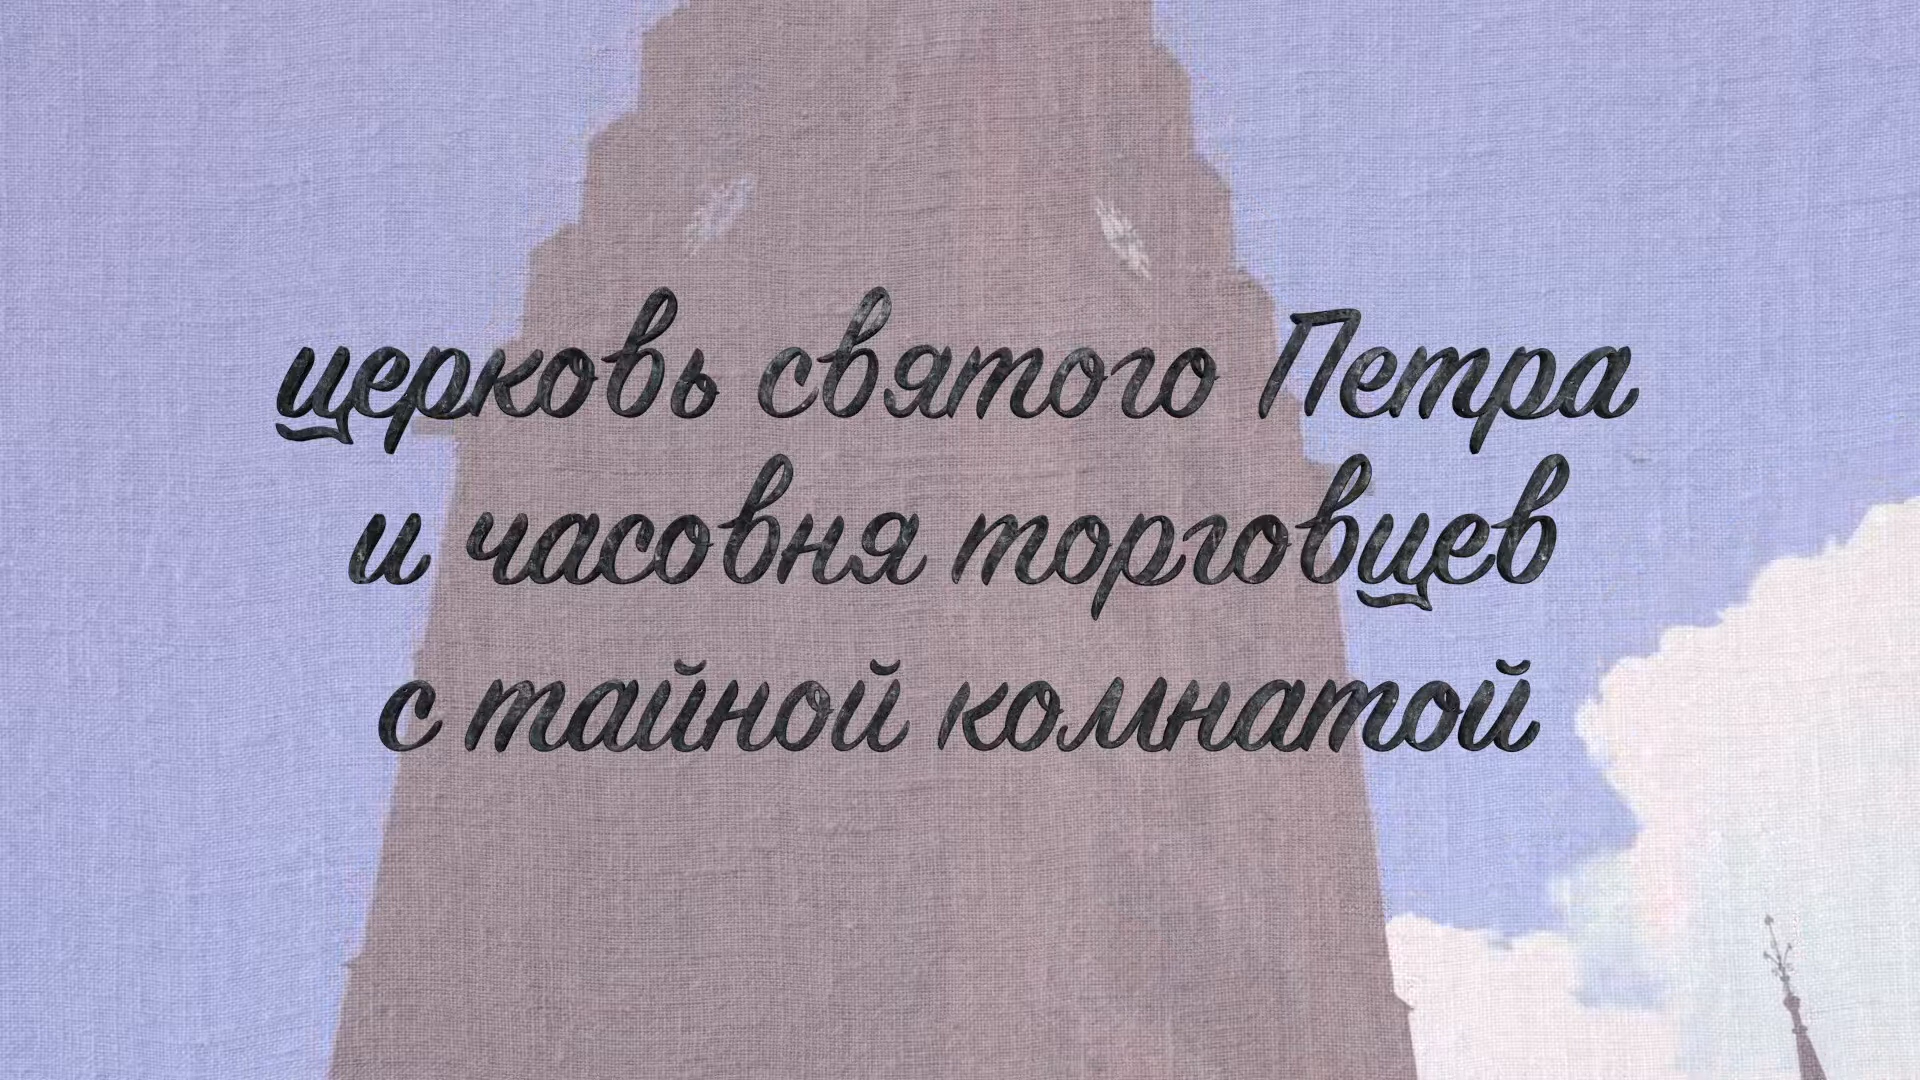 церковь святого Петра
и часовня торговцев
с тайной комнатой